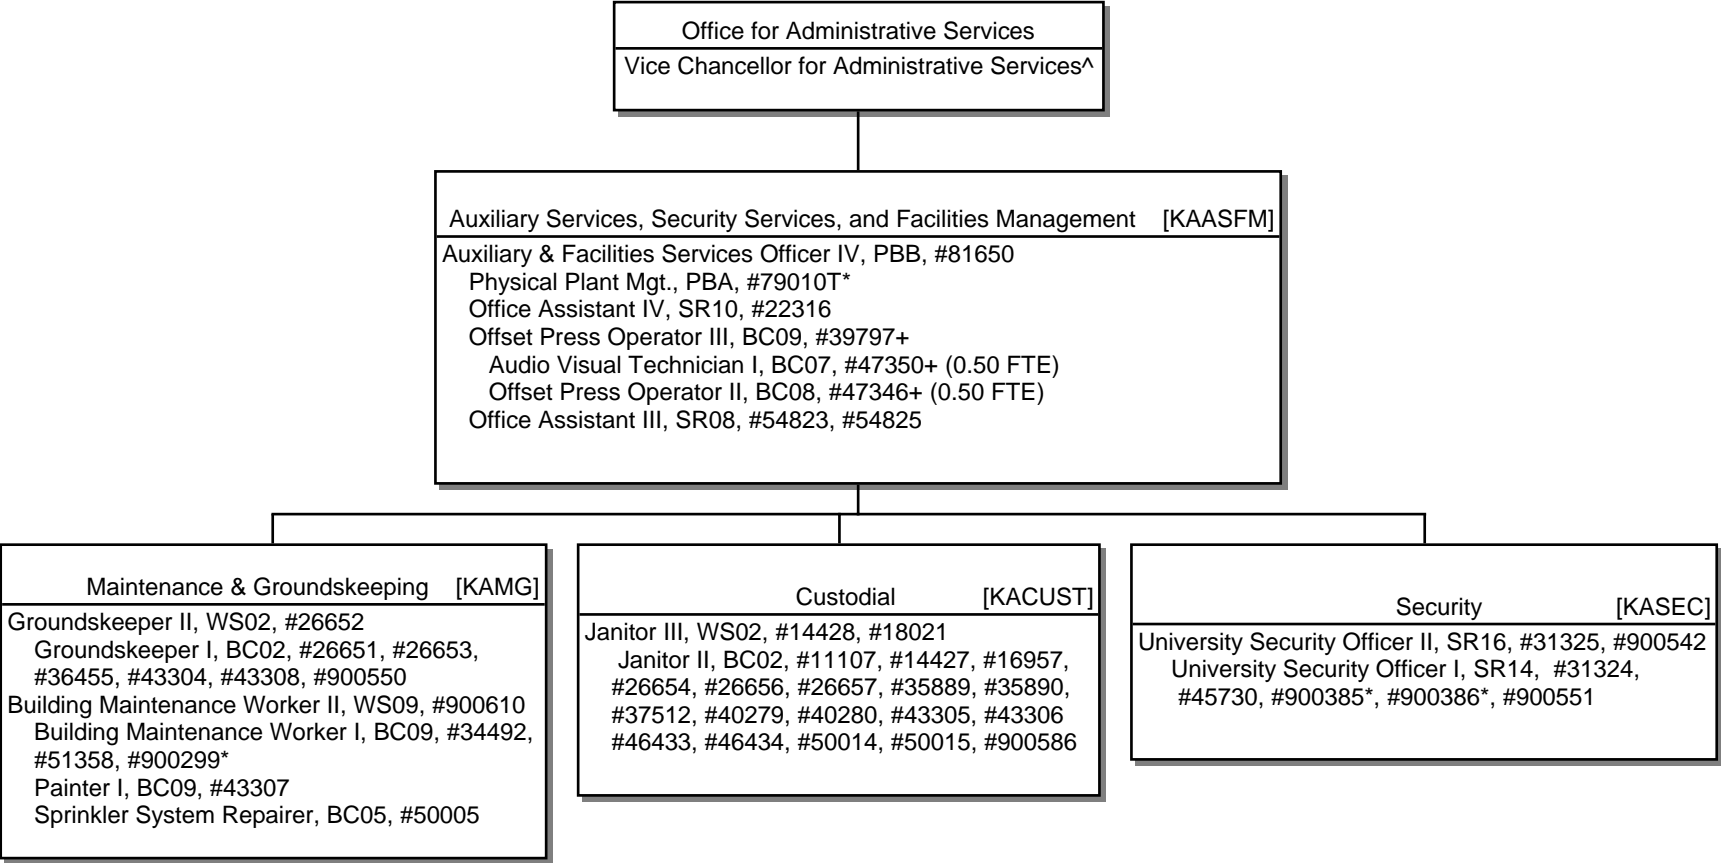 Office for Administrative Services
Vice Chancellor for Administrative Services^
Auxiliary Services, Security Services, and Facilities Management [KAASFM]
Auxiliary & Facilities Services Officer IV, PBB, #81650
Physical Plant Mgt., PBA, #79010T*
Office Assistant IV, SR10, #22316
Offset Press Operator III, BC09, #39797+
Audio Visual Technician I, BC07, #47350+ (0.50 FTE)
Offset Press Operator II, BC08, #47346+ (0.50 FTE)
Office Assistant III, SR08, #54823, #54825
Maintenance & Groundskeeping [KAMG]
Groundskeeper II, WS02, #26652
Groundskeeper I, BC02, #26651, #26653,
#36455, #43304, #43308, #900550
Building Maintenance Worker II, WS09, #900610
Building Maintenance Worker I, BC09, #34492,
#51358, #900299*
Painter I, BC09, #43307
Sprinkler System Repairer, BC05, #50005
Custodial [KACUST]
Janitor III, WS02, #14428, #18021
Janitor II, BC02, #11107, #14427, #16957,
#26654, #26656, #26657, #35889, #35890,
#37512, #40279, #40280, #43305, #43306
#46433, #46434, #50014, #50015, #900586
Security [KASEC]
University Security Officer II, SR16, #31325, #900542
University Security Officer I, SR14, #31324,
#45730, #900385*, #900386*, #900551